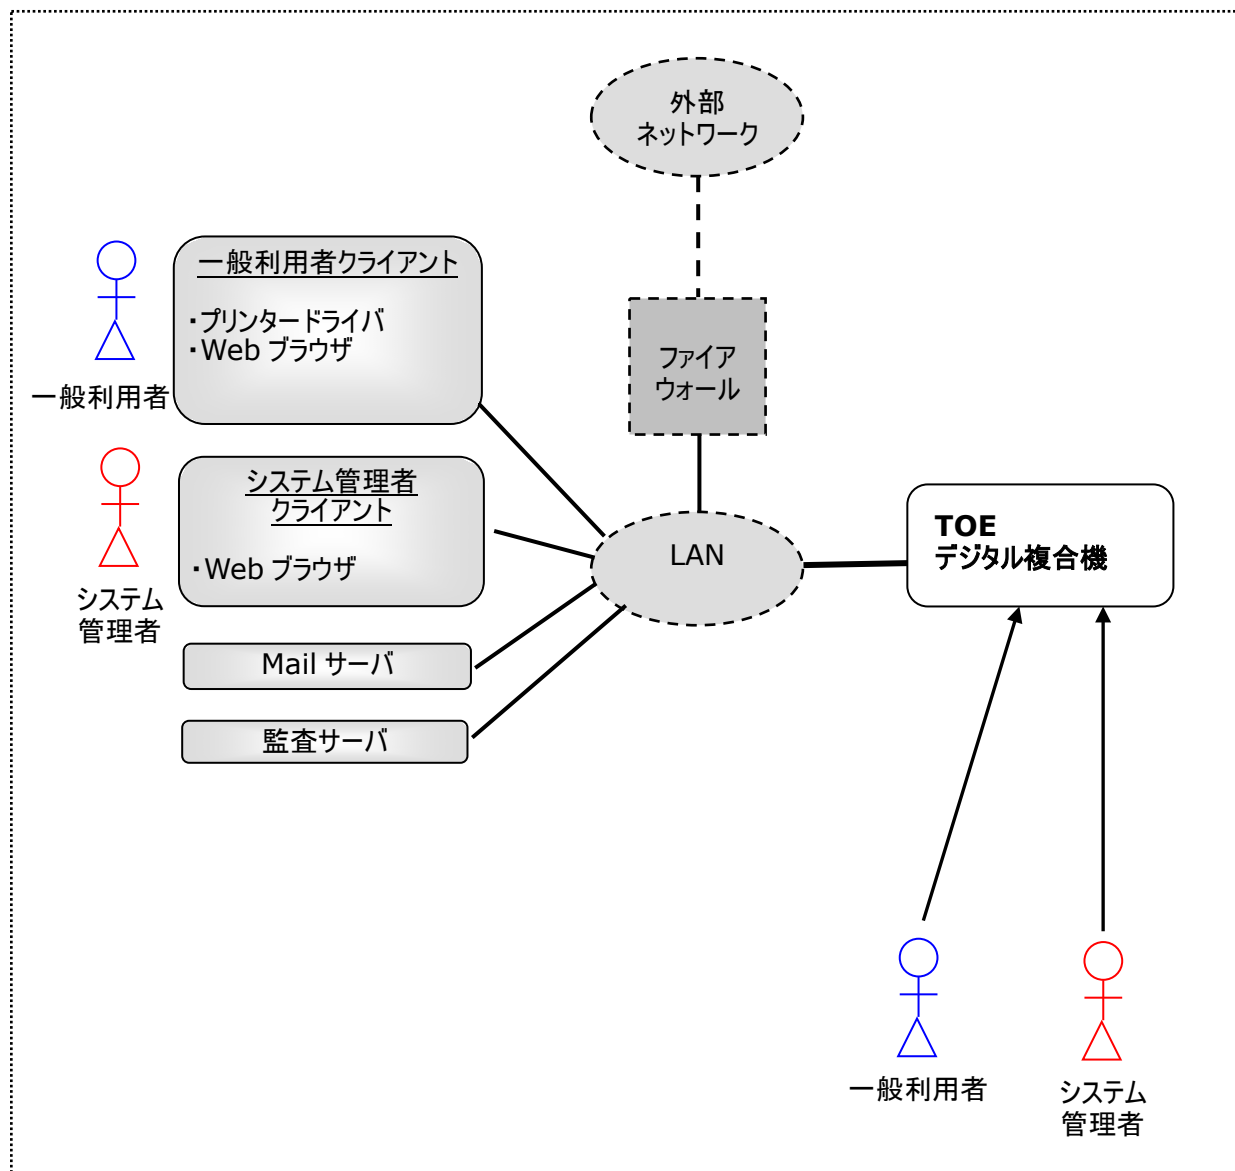 外部
ネットワーク
一般利用者クライアント
・プリンタードライバ
・Web ブラウザ
一般利用者
ファイア
ウォール
システム管理者
クライアント
・Web ブラウザ
システム
管理者
LAN
TOE
デジタル複合機
Mail サーバ
監査サーバ
一般利用者
システム
管理者